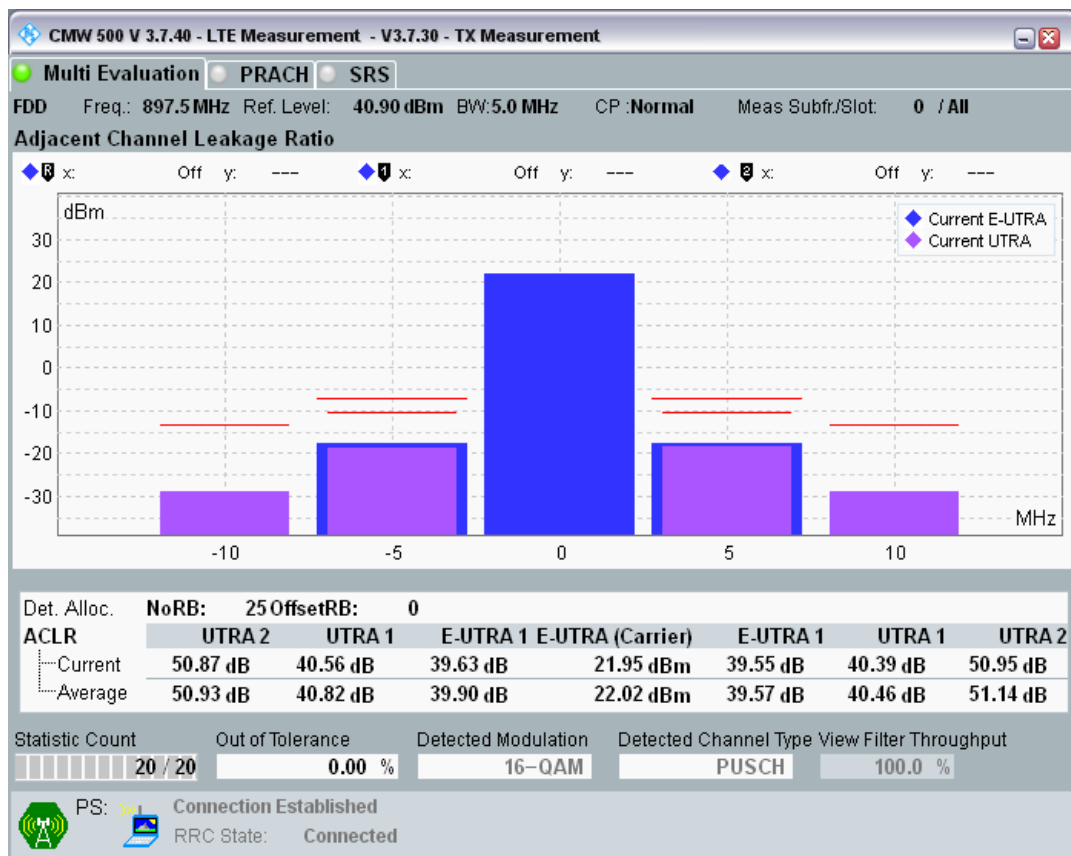 CMW 500 V 3.7.40 - LTE Measurement - V3.7.30 - TX Measurement
Multi Evaluation PRACH SRS
FDD Freq.: 897.5 MHz Ref. Level: 40.90 dBm BW:5.0 MHz CP :Normal Meas Subfr./Slot: 0 / All
Adjacent Channel Leakage Ratio
R x: Off y: --- 1 x: Off y: --- 2 x: Off y: ---
dBm
Current E-UTRA
Current UTRA
30
20
10
0
-10
-20
-30
MHz
-10 -5 0 5 10
Det. Alloc. NoRB: 25 OffsetRB: 0
ACLR UTRA 2 UTRA 1 E-UTRA 1 E-UTRA (Carrier) E-UTRA 1 UTRA 1 UTRA 2
Current 50.87 dB 40.56 dB 39.63 dB 21.95 dBm 39.55 dB 40.39 dB 50.95 dB
Average 50.93 dB 40.82 dB 39.90 dB 22.02 dBm 39.57 dB 40.46 dB 51.14 dB
Statistic Count Out of Tolerance Detected Modulation Detected Channel Type View Filter Throughput
20 / 20 0.00 % 16-QAM PUSCH 100.0 %
PS: Connection Established
RRC State: Connected